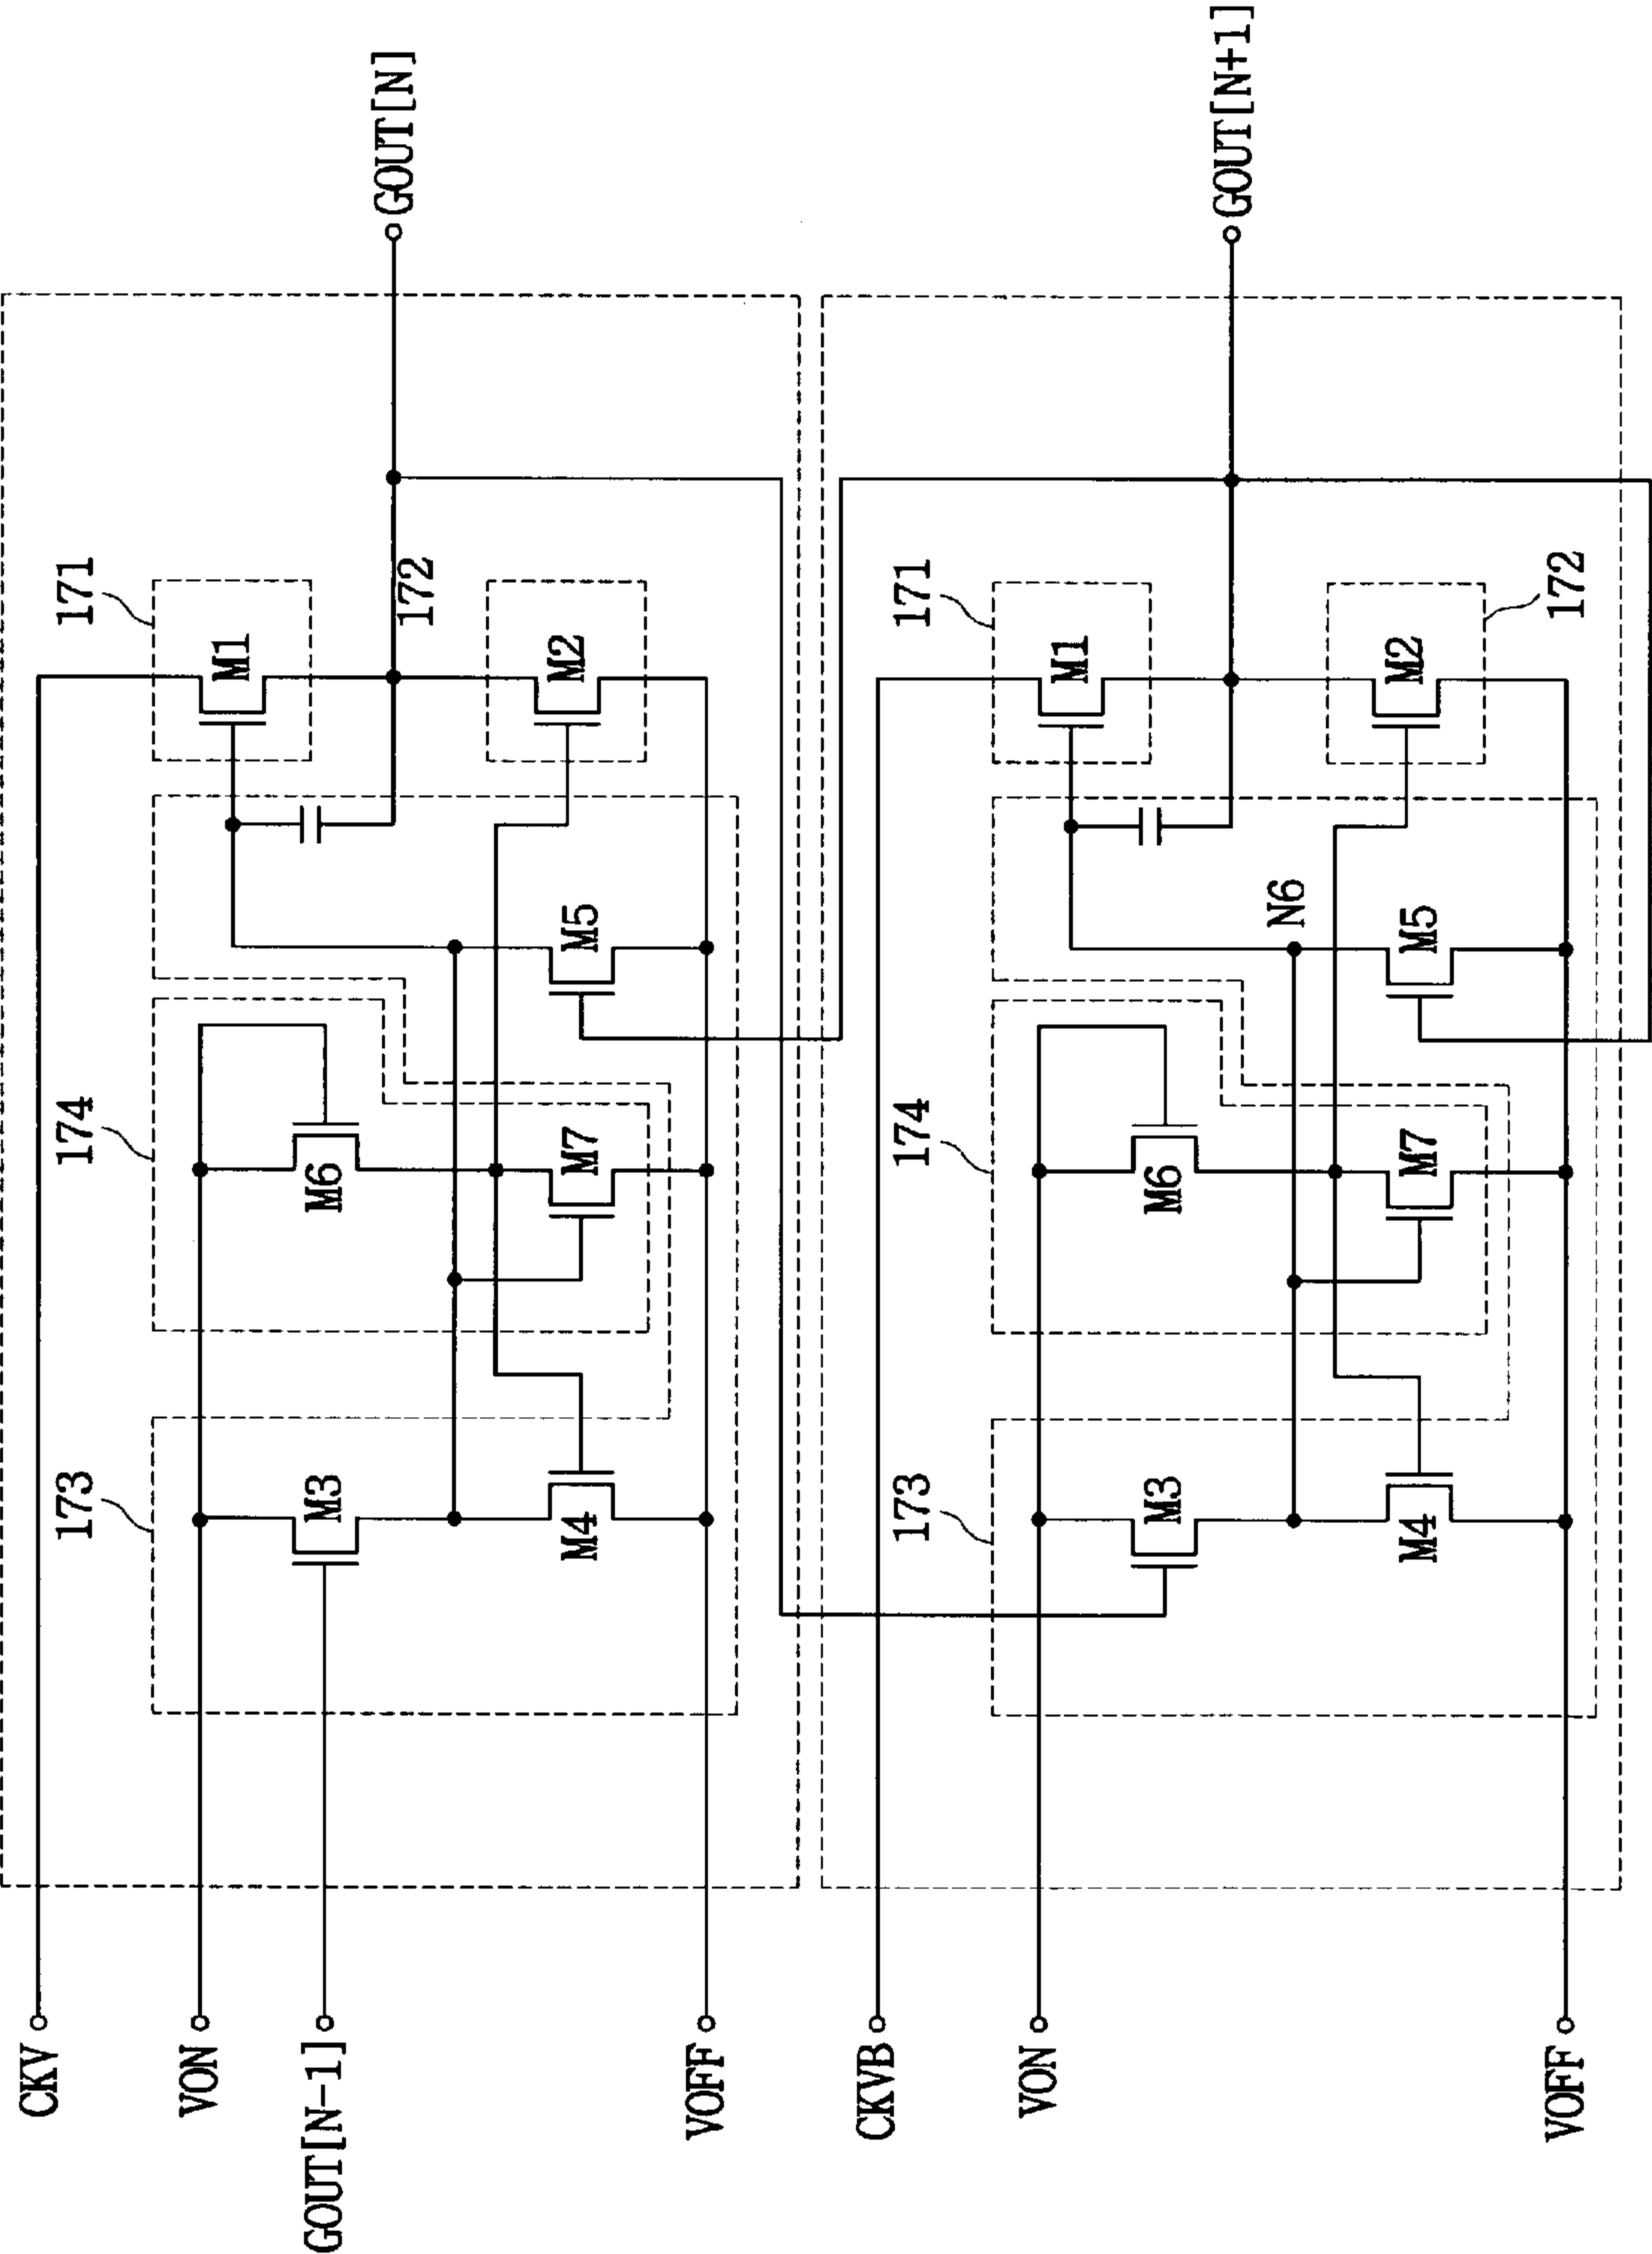 CKV
VON
GOUT[N-1]
VOFF
173
M3
M4
174
M6
M7
M5
171
M1
172
M2
GOUT[N]
CKVB
VON
VOFF
173
M3
M4
174
M6
M7
N6
M5
171
M1
M2
172
GOUT[N+1]